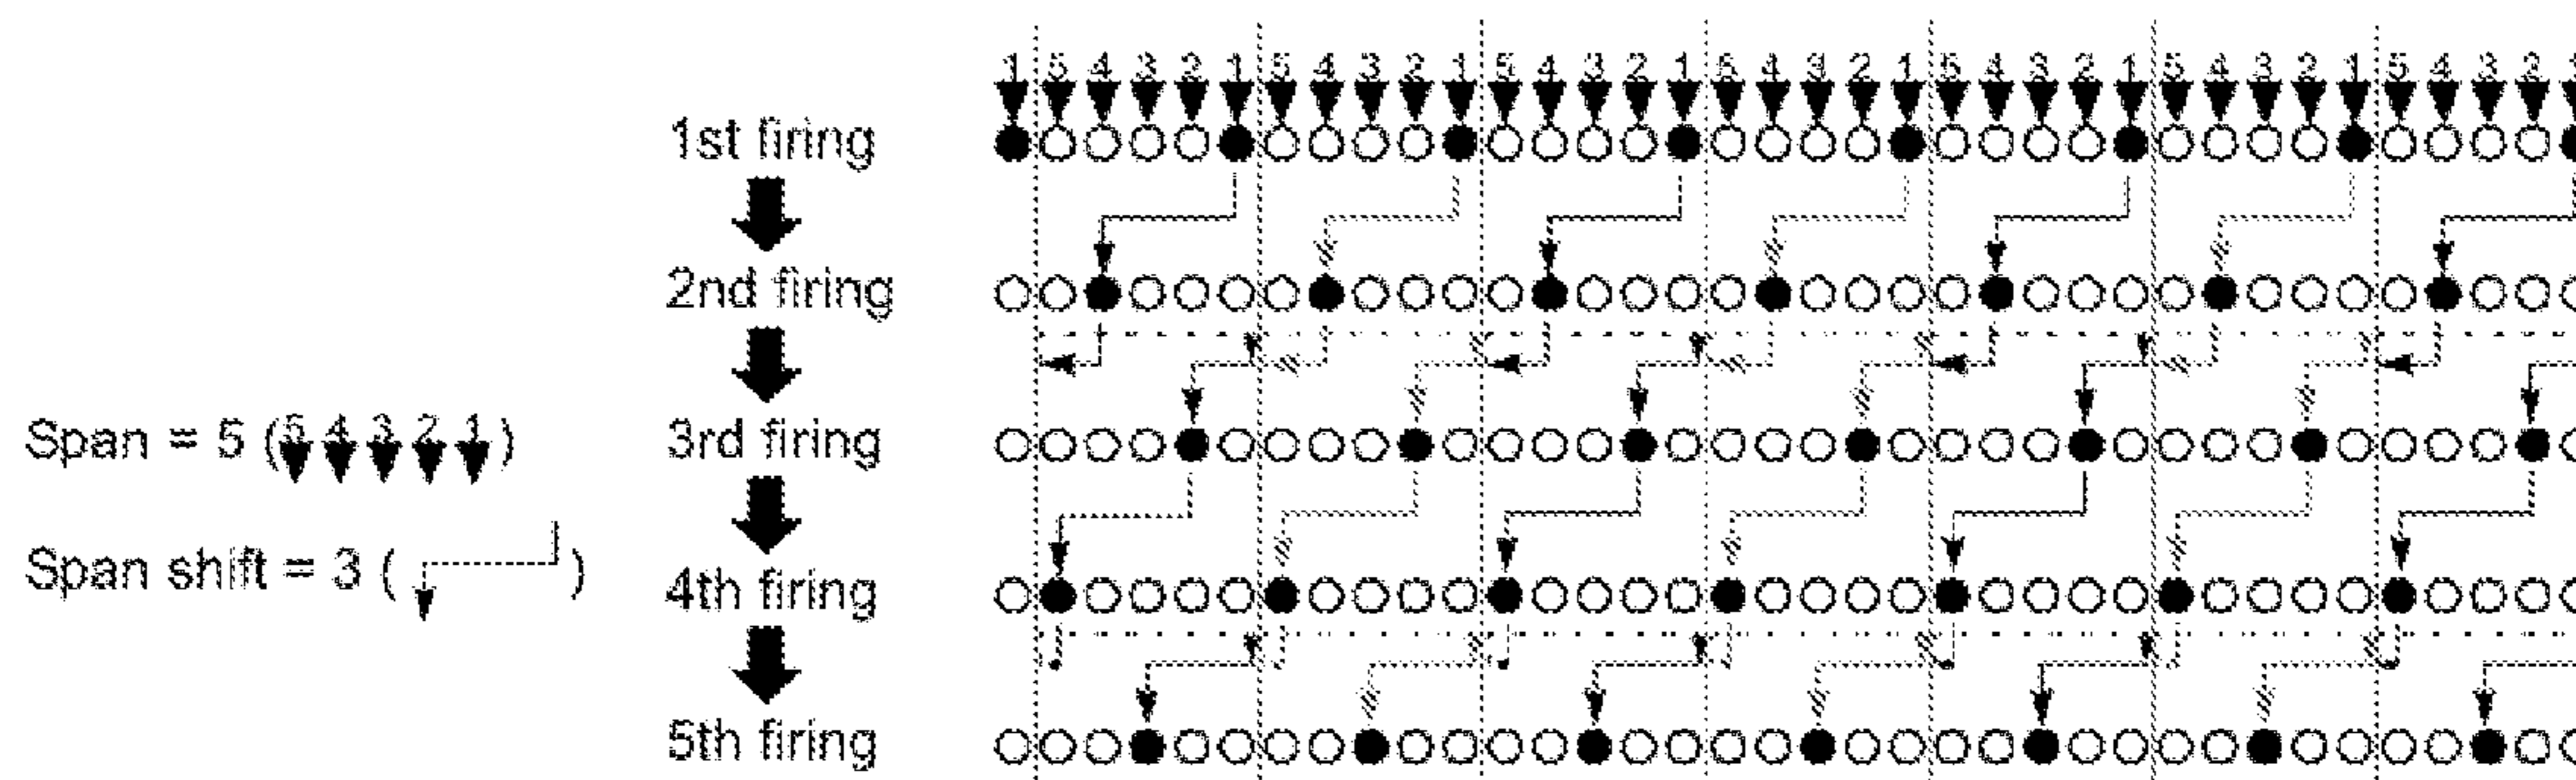 1 5 4 3 2 1 5 4 3 2 1 5 4 3 2 1 5 4 3 2 1 5 4 3 2 1 5 4 3 2 1 5 4 3 2 1
1st firing
2nd firing
Span = 5 (5 4 3 2 1)
3rd firing
Span shift = 3 ( )
4th firing
5th firing